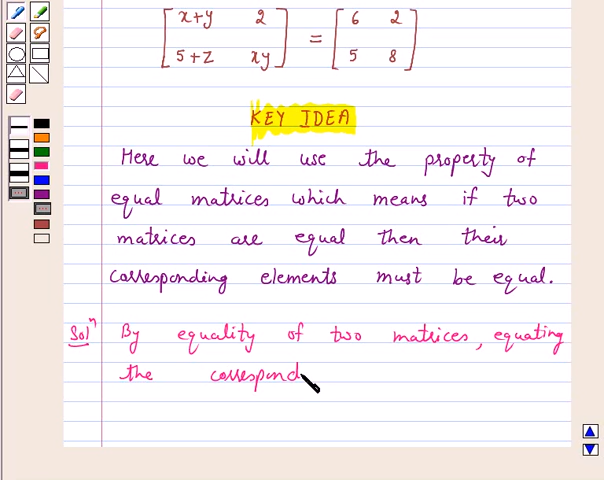 [ x+y 2 ] = [ 6 2 ]
[ 5+z xy ] [ 5 8 ]
KEY IDEA
Here we will use the property of
equal matrices which means if two
matrices are equal then their
corresponding elements must be equal.
Solⁿ By equality of two matrices, equating
the correspond